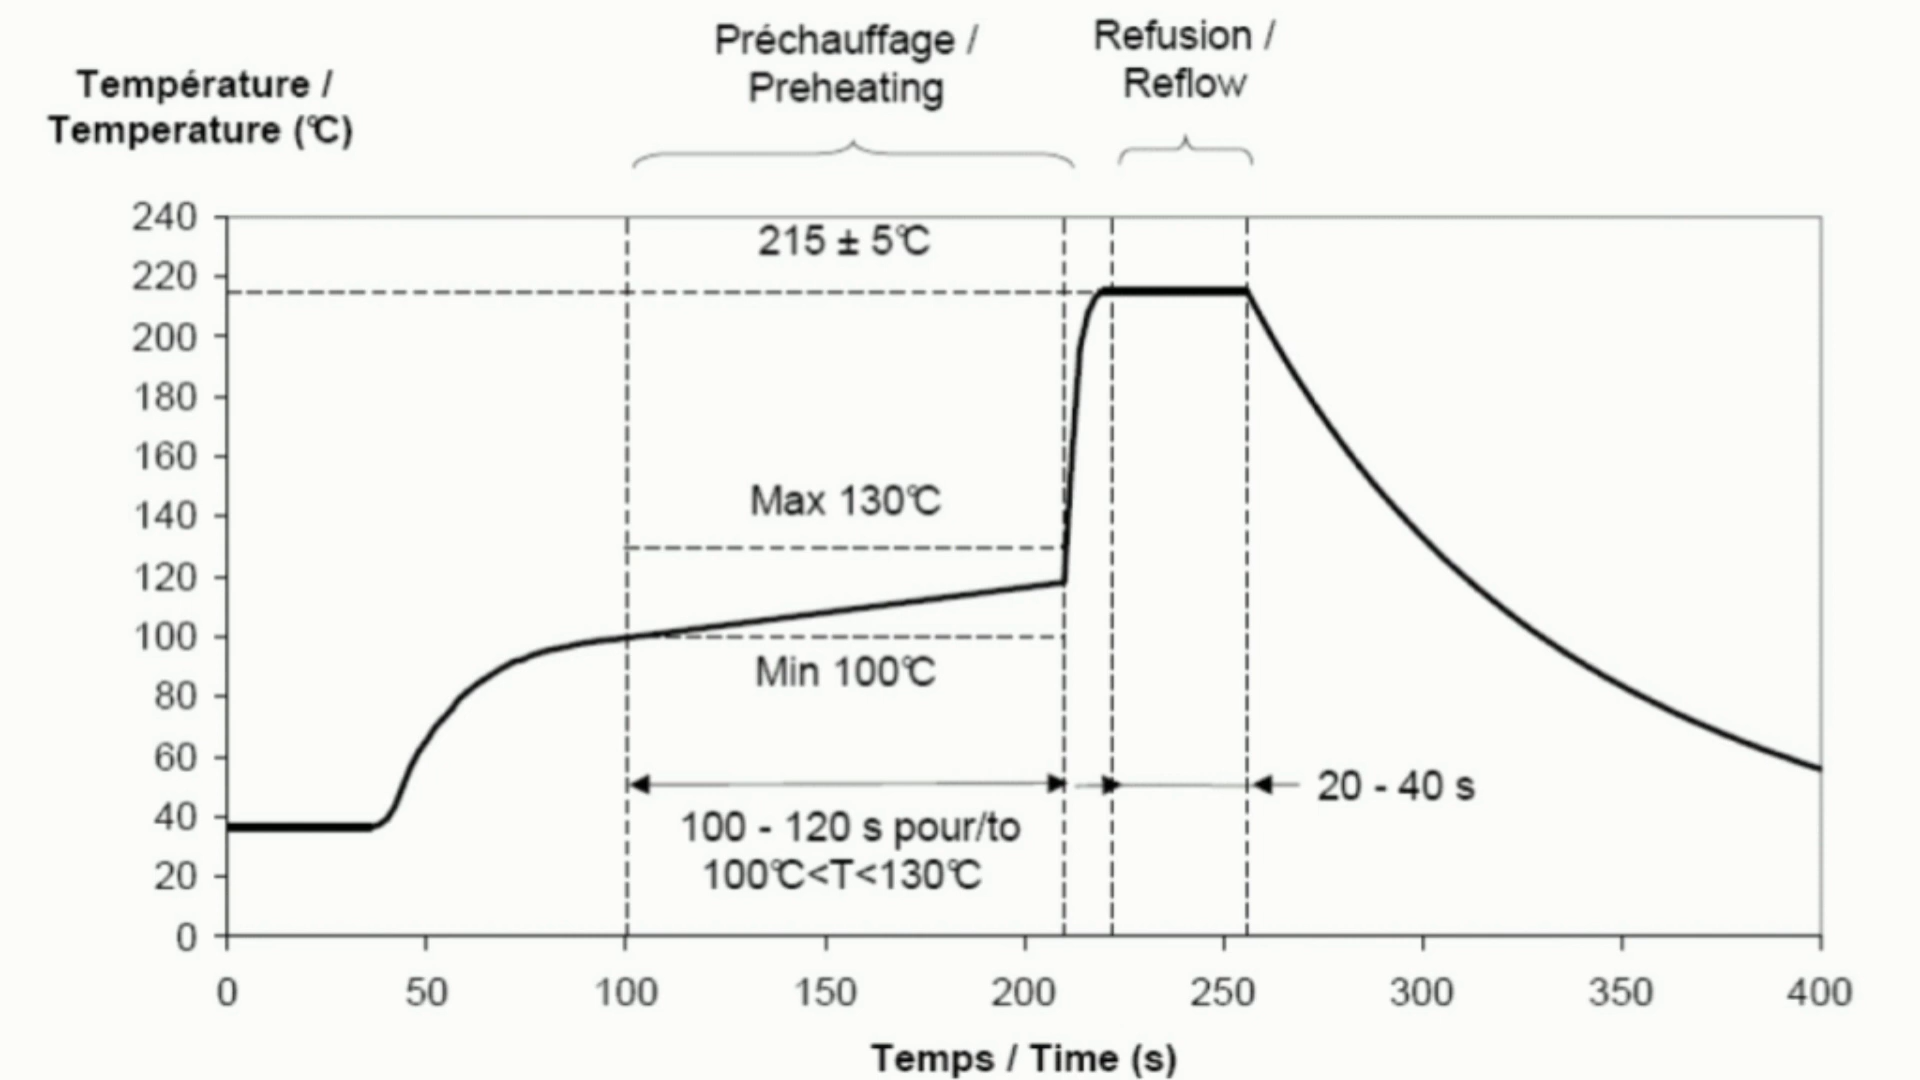 Préchauffage /
Preheating
Refusion /
Reflow
Température /
Temperature (°C)
240
220
200
180
160
140
120
100
80
60
40
20
0
215 ± 5°C
Max 130°C
Min 100°C
100 - 120 s pour/to
100°C<T<130°C
20 - 40 s
0 50 100 150 200 250 300 350 400
Temps / Time (s)